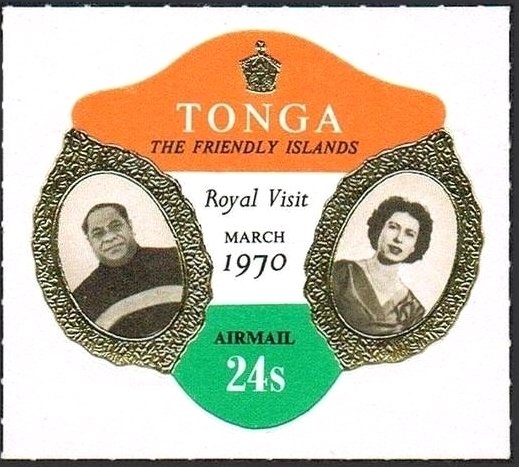 TONGA
THE FRIENDLY ISLANDS
Royal Visit
MARCH
1970
AIRMAIL
24s